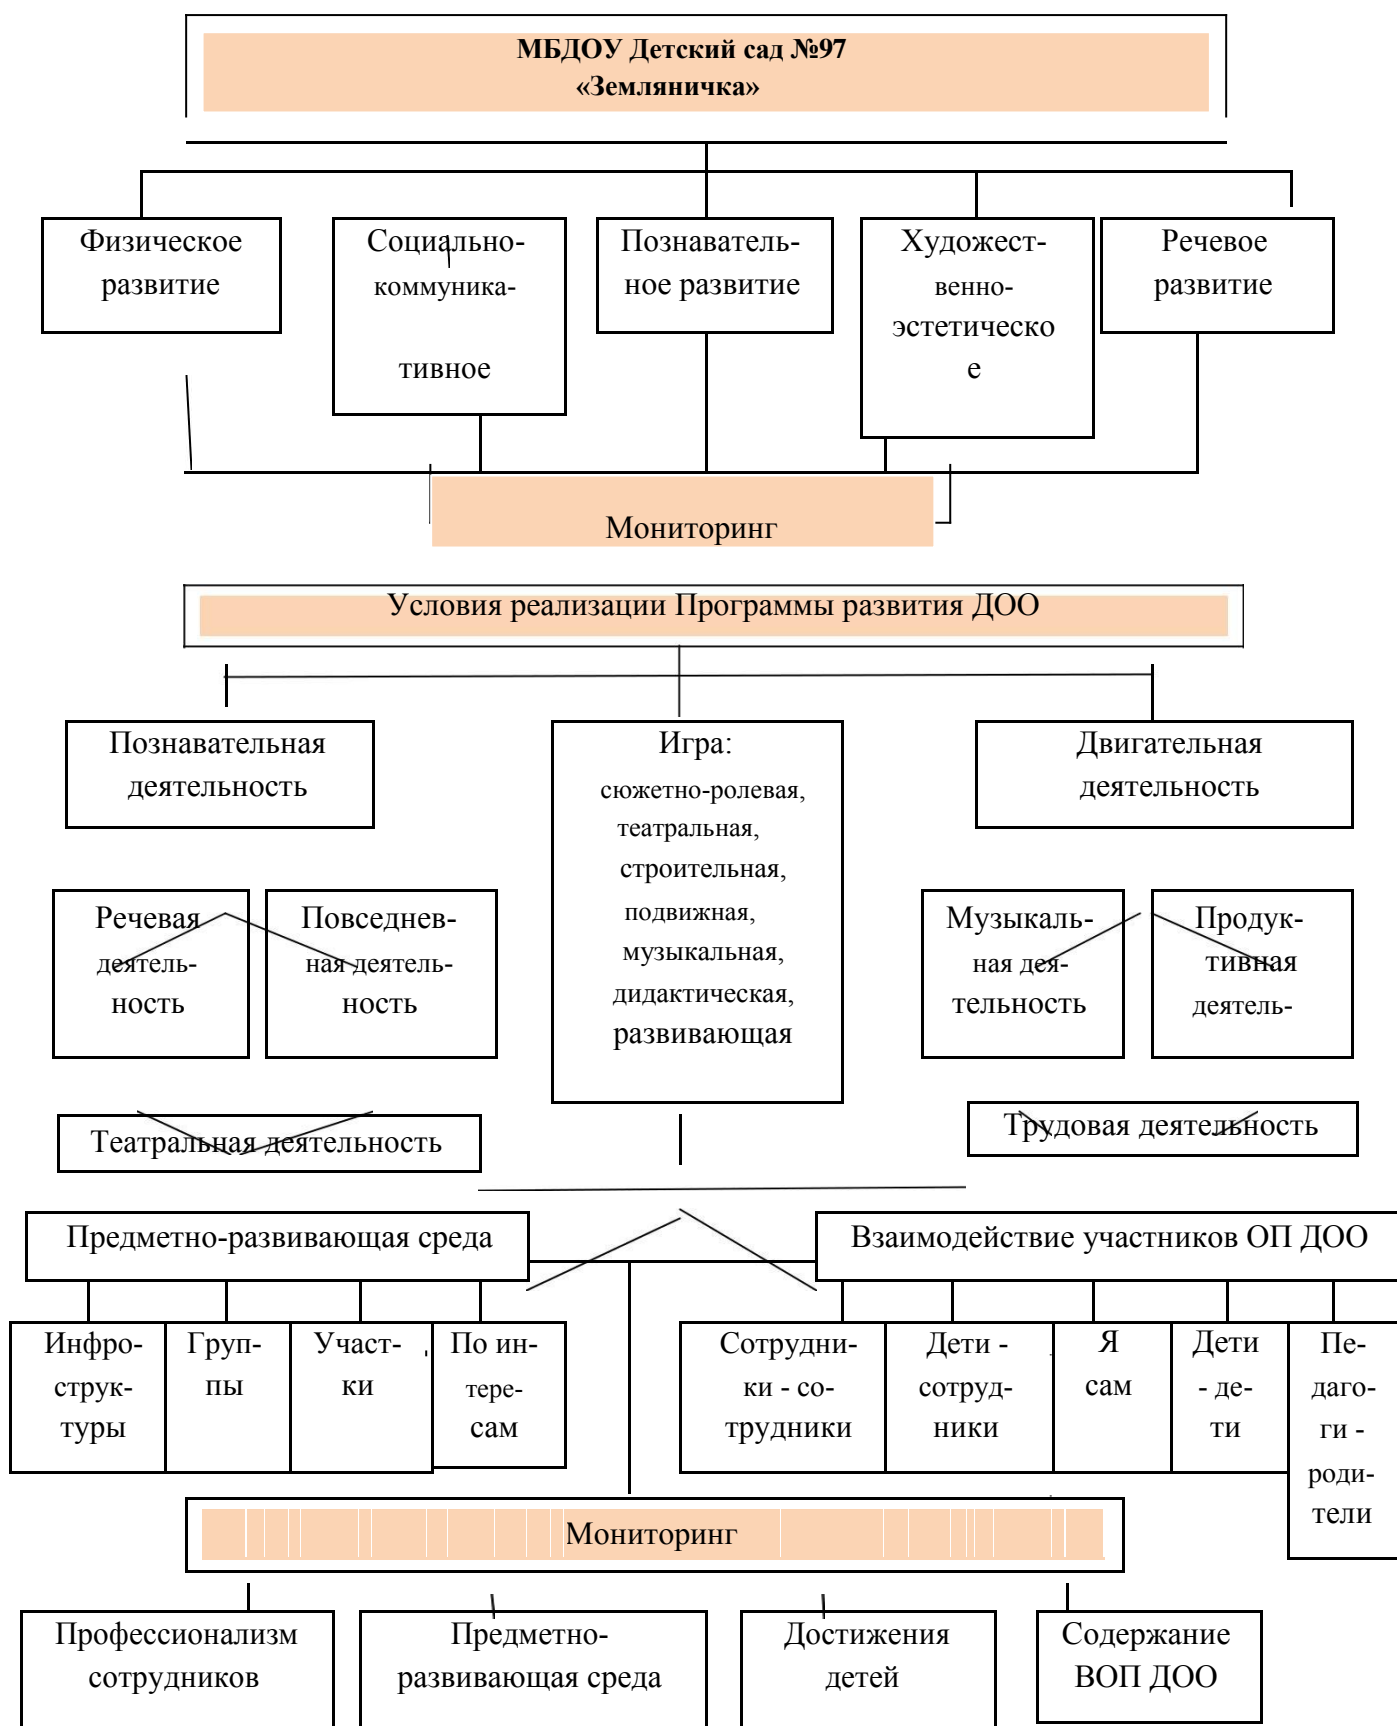 МБДОУ Детский сад №97
«Земляничка»
Физическое
развитие
Социально-
коммуника-
тивное
Познаватель-
ное развитие
Художест-
венно-
эстетическо
е
Речевое
развитие
Мониторинг
Условия реализации Программы развития ДОО
Познавательная
деятельность
Игра:
сюжетно-ролевая,
театральная,
строительная,
подвижная,
музыкальная,
дидактическая,
развивающая
Двигательная
деятельность
Речевая
деятель-
ность
Повседнев-
ная деятель-
ность
Музыкаль-
ная дея-
тельность
Продук-
тивная
деятель-
Театральная деятельность
Трудовая деятельность
Предметно-развивающая среда
Взаимодействие участников ОП ДОО
Инфро-
струк-
туры
Груп-
пы
Участ-
ки
По ин-
тере-
сам
Сотрудни-
ки - со-
трудники
Дети -
сотруд-
ники
Я
сам
Дети
- де-
ти
Пе-
даго-
ги -
роди-
тели
Мониторинг
Профессионализм
сотрудников
Предметно-
развивающая среда
Достижения
детей
Содержание
ВОП ДОО